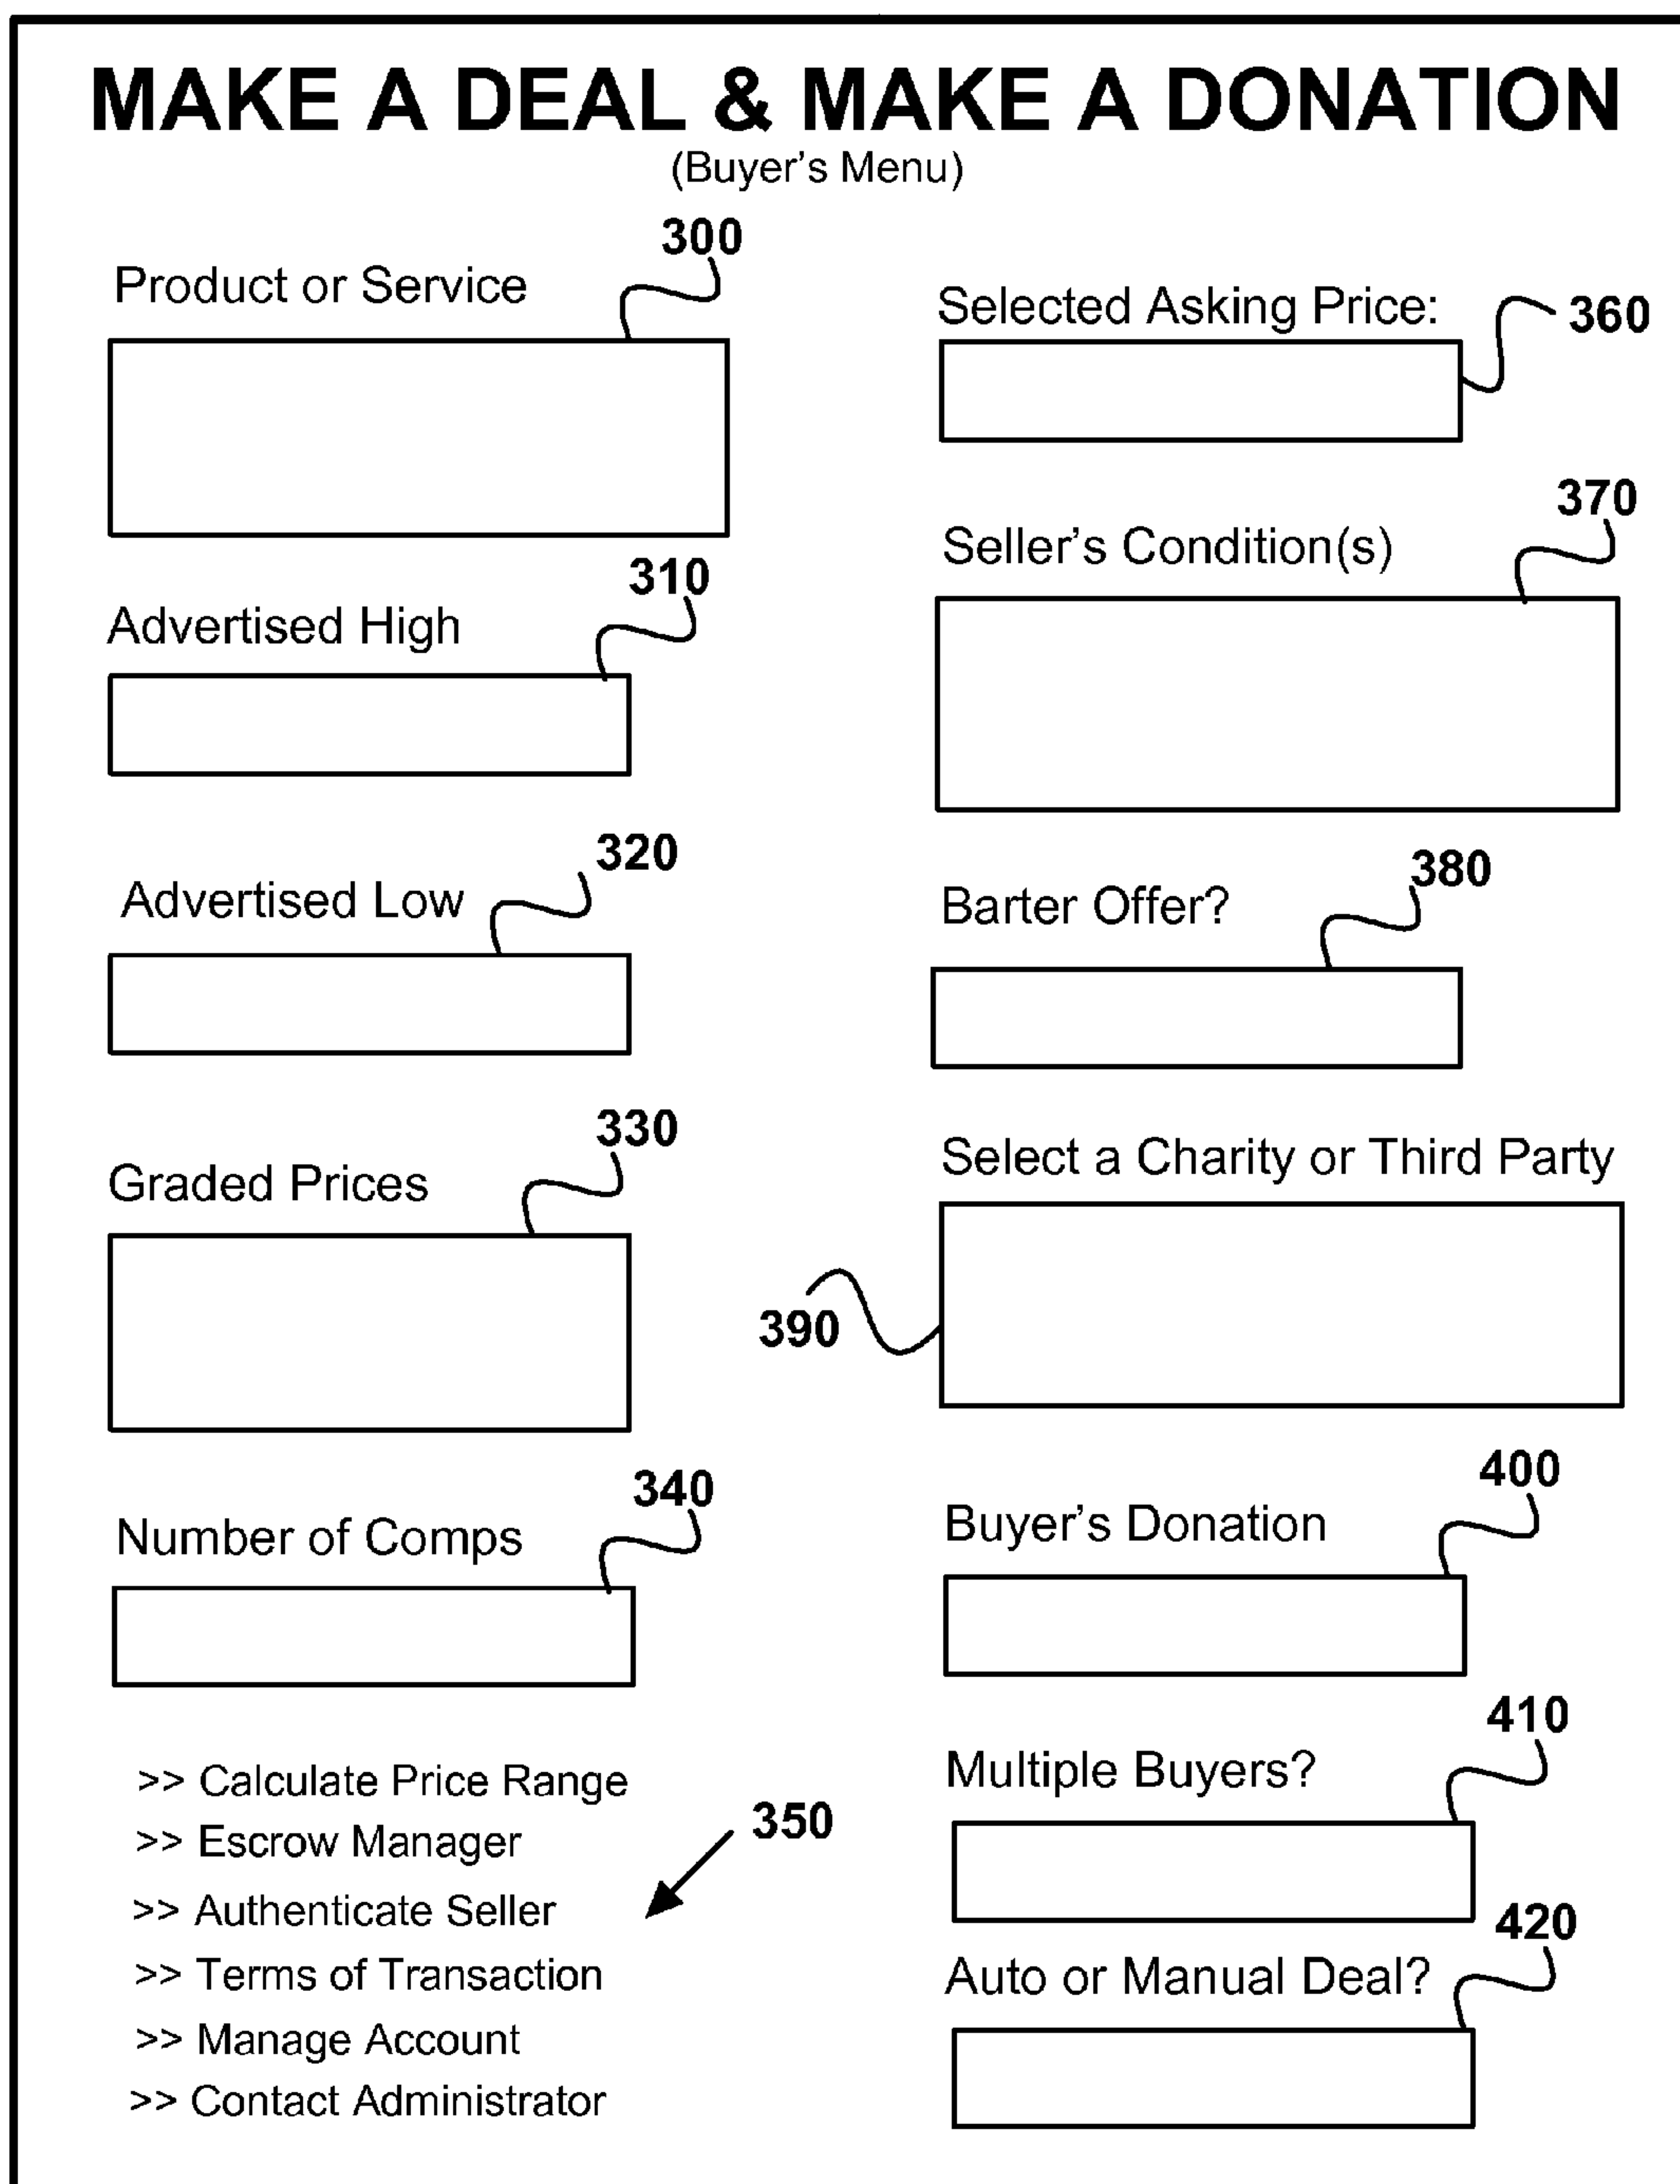 MAKE A DEAL & MAKE A DONATION
(Buyer's Menu)
300
Product or Service
310
Advertised High
320
Advertised Low
330
Graded Prices
340
Number of Comps
>> Calculate Price Range
>> Escrow Manager
>> Authenticate Seller
>> Terms of Transaction
>> Manage Account
>> Contact Administrator
350
Selected Asking Price:
360
370
Seller's Condition(s)
380
Barter Offer?
Select a Charity or Third Party
390
400
Buyer's Donation
410
Multiple Buyers?
420
Auto or Manual Deal?